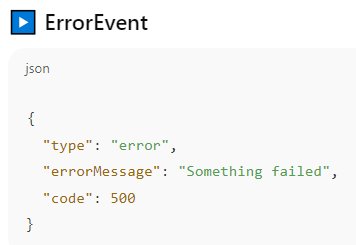 ▶ ErrorEvent
json
{
  "type": "error",
  "errorMessage": "Something failed",
  "code": 500
}